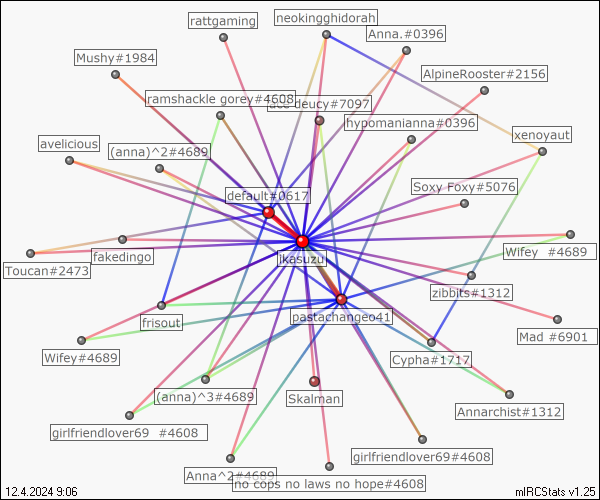 rattgaming
neokingghidorah
Anna.#0396
Mushy#1984
AlpineRooster#2156
ramshackle gorey#4608
deucy#7097
hypomanianna#0396
xenoyaut
avelicious
(anna)^2#4689
default#0617
Soxy Foxy#5076
fakedingo
ikasuzu
Wifey #4689
Toucan#2473
zibbits#1312
frisout
pastachangeo41
Mad #6901
Wifey#4689
Cypha#1717
(anna)^3#4689
Skalman
Annarchist#1312
girlfriendlover69 #4608
girlfriendlover69#4608
Anna^2#4689
no cops no laws no hope#4608
12.4.2024 9:06
mIRCStats v1.25